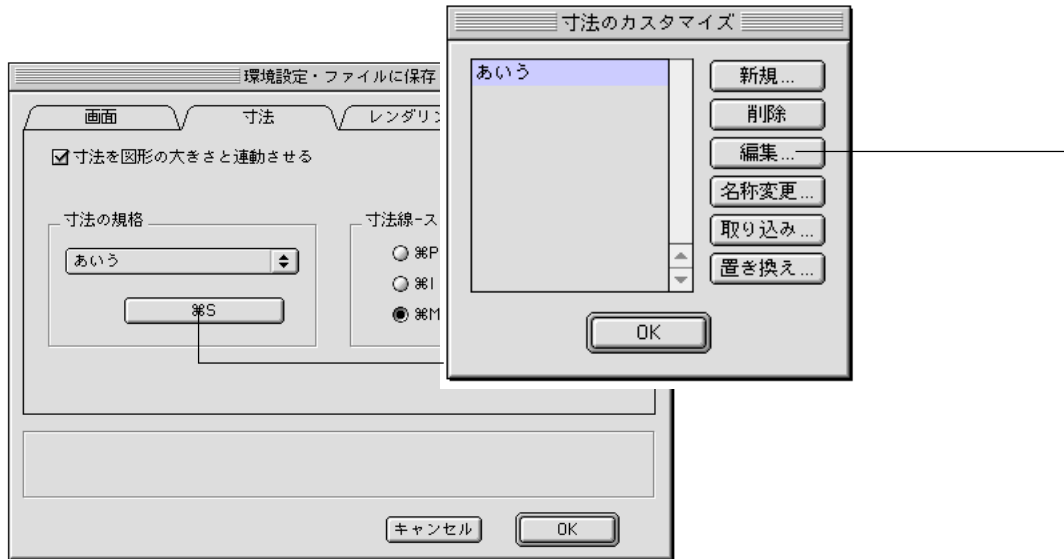 環境設定・ファイルに保存
画面
寸法
レンダリン
寸法を図形の大きさと連動させる
寸法の規格
あいう
⌘S
寸法線-ス
⌘P
⌘I
⌘M
キャンセル
OK
寸法のカスタマイズ
あいう
新規...
削除
編集...
名称変更...
取り込み...
置き換え...
OK